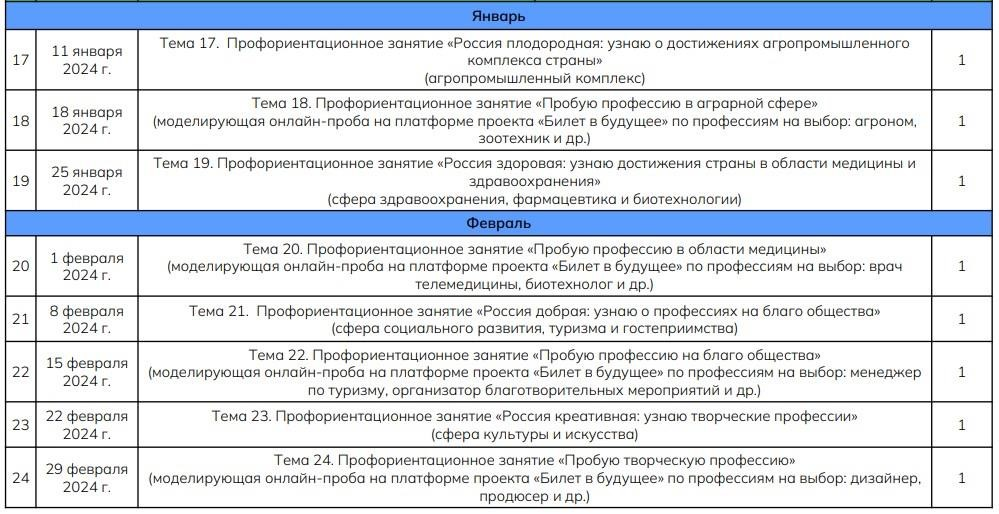 Январь
17
11 января
2024 г.
Тема 17.  Профориентационное занятие «Россия плодородная: узнаю о достижениях агропромышленного
комплекса страны»
(агропромышленный комплекс)
1
18
18 января
2024 г.
Тема 18. Профориентационное занятие «Пробую профессию в аграрной сфере»
(моделирующая онлайн-проба на платформе проекта «Билет в будущее» по профессиям на выбор: агроном,
зоотехник и др.)
1
19
25 января
2024 г.
Тема 19. Профориентационное занятие «Россия здоровая: узнаю достижения страны в области медицины и
здравоохранения»
(сфера здравоохранения, фармацевтика и биотехнологии)
1
Февраль
20
1 февраля
2024 г.
Тема 20. Профориентационное занятие «Пробую профессию в области медицины»
(моделирующая онлайн-проба на платформе проекта «Билет в будущее» по профессиям на выбор: врач
телемедицины, биотехнолог и др.)
1
21
8 февраля
2024 г.
Тема 21.  Профориентационное занятие «Россия добрая: узнаю о профессиях на благо общества»
(сфера социального развития, туризма и гостеприимства)
1
22
15 февраля
2024 г.
Тема 22. Профориентационное занятие «Пробую профессию на благо общества»
(моделирующая онлайн-проба на платформе проекта «Билет в будущее» по профессиям на выбор: менеджер
по туризму, организатор благотворительных мероприятий и др.)
1
23
22 февраля
2024 г.
Тема 23. Профориентационное занятие «Россия креативная: узнаю творческие профессии»
(сфера культуры и искусства)
1
24
29 февраля
2024 г.
Тема 24. Профориентационное занятие «Пробую творческую профессию»
(моделирующая онлайн-проба на платформе проекта «Билет в будущее» по профессиям на выбор: дизайнер,
продюсер и др.)
1